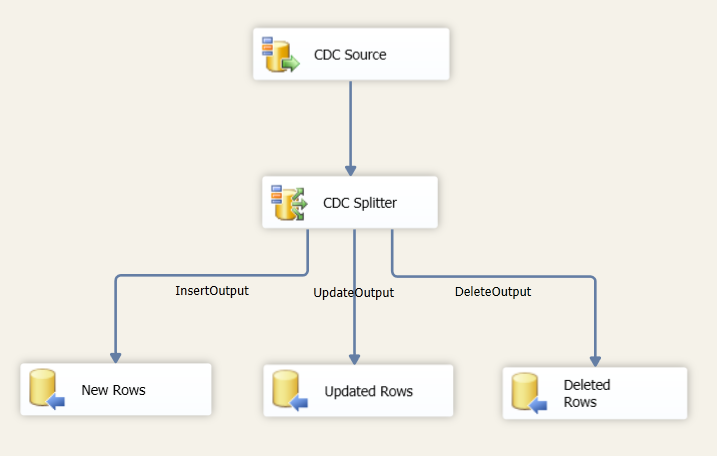 CDC Source
CDC Splitter
InsertOutput
UpdateOutput
DeleteOutput
New Rows
Updated Rows
Deleted
Rows